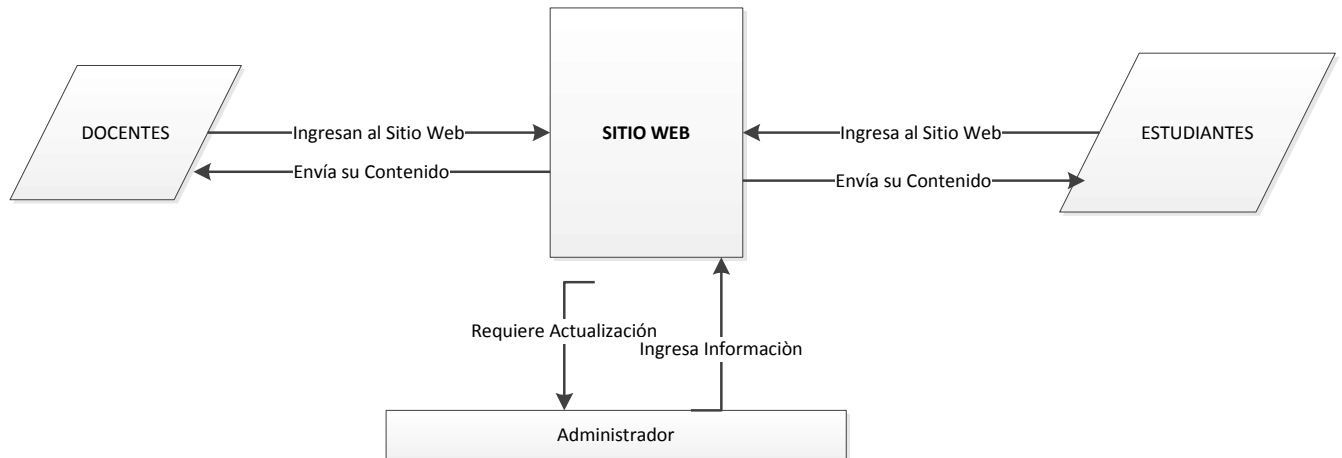 DOCENTES
Ingresan al Sitio Web
SITIO WEB
Ingresa al Sitio Web
ESTUDIANTES
Envía su Contenido
Envía su Contenido
Requiere Actualización
Ingresa Informaciòn
Administrador